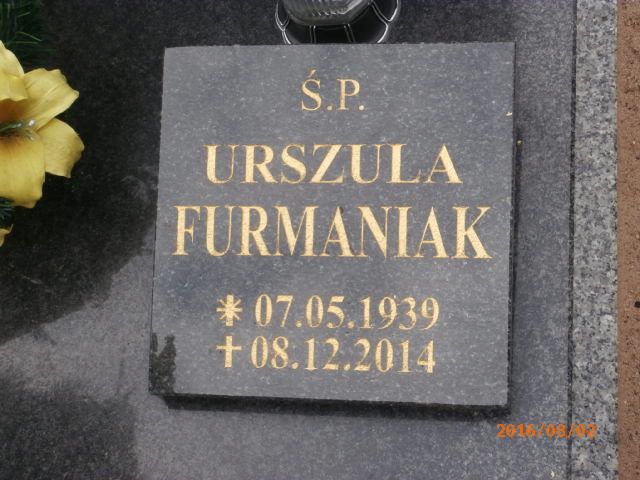 Ś.P.
URSZULA
FURMANIAK
* 07.05.1939
† 08.12.2014
2016/08/02